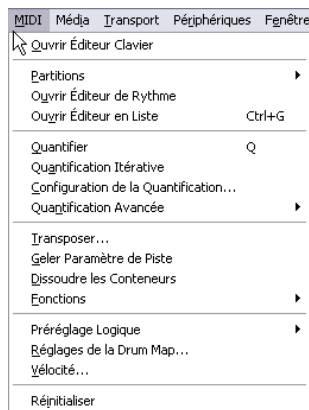 MIDI Média Transport Périphériques Fenêtre
Ouvrir Éditeur Clavier
Partitions
Ouvrir Éditeur de Rythme
Ouvrir Éditeur en Liste Ctrl+G
Quantifier Q
Quantification Itérative
Configuration de la Quantification...
Quantification Avancée
Transposer...
Geler Paramètre de Piste
Dissoudre les Conteneurs
Fonctions
Préréglage Logique
Réglages de la Drum Map...
Vélocité...
Réinitialiser